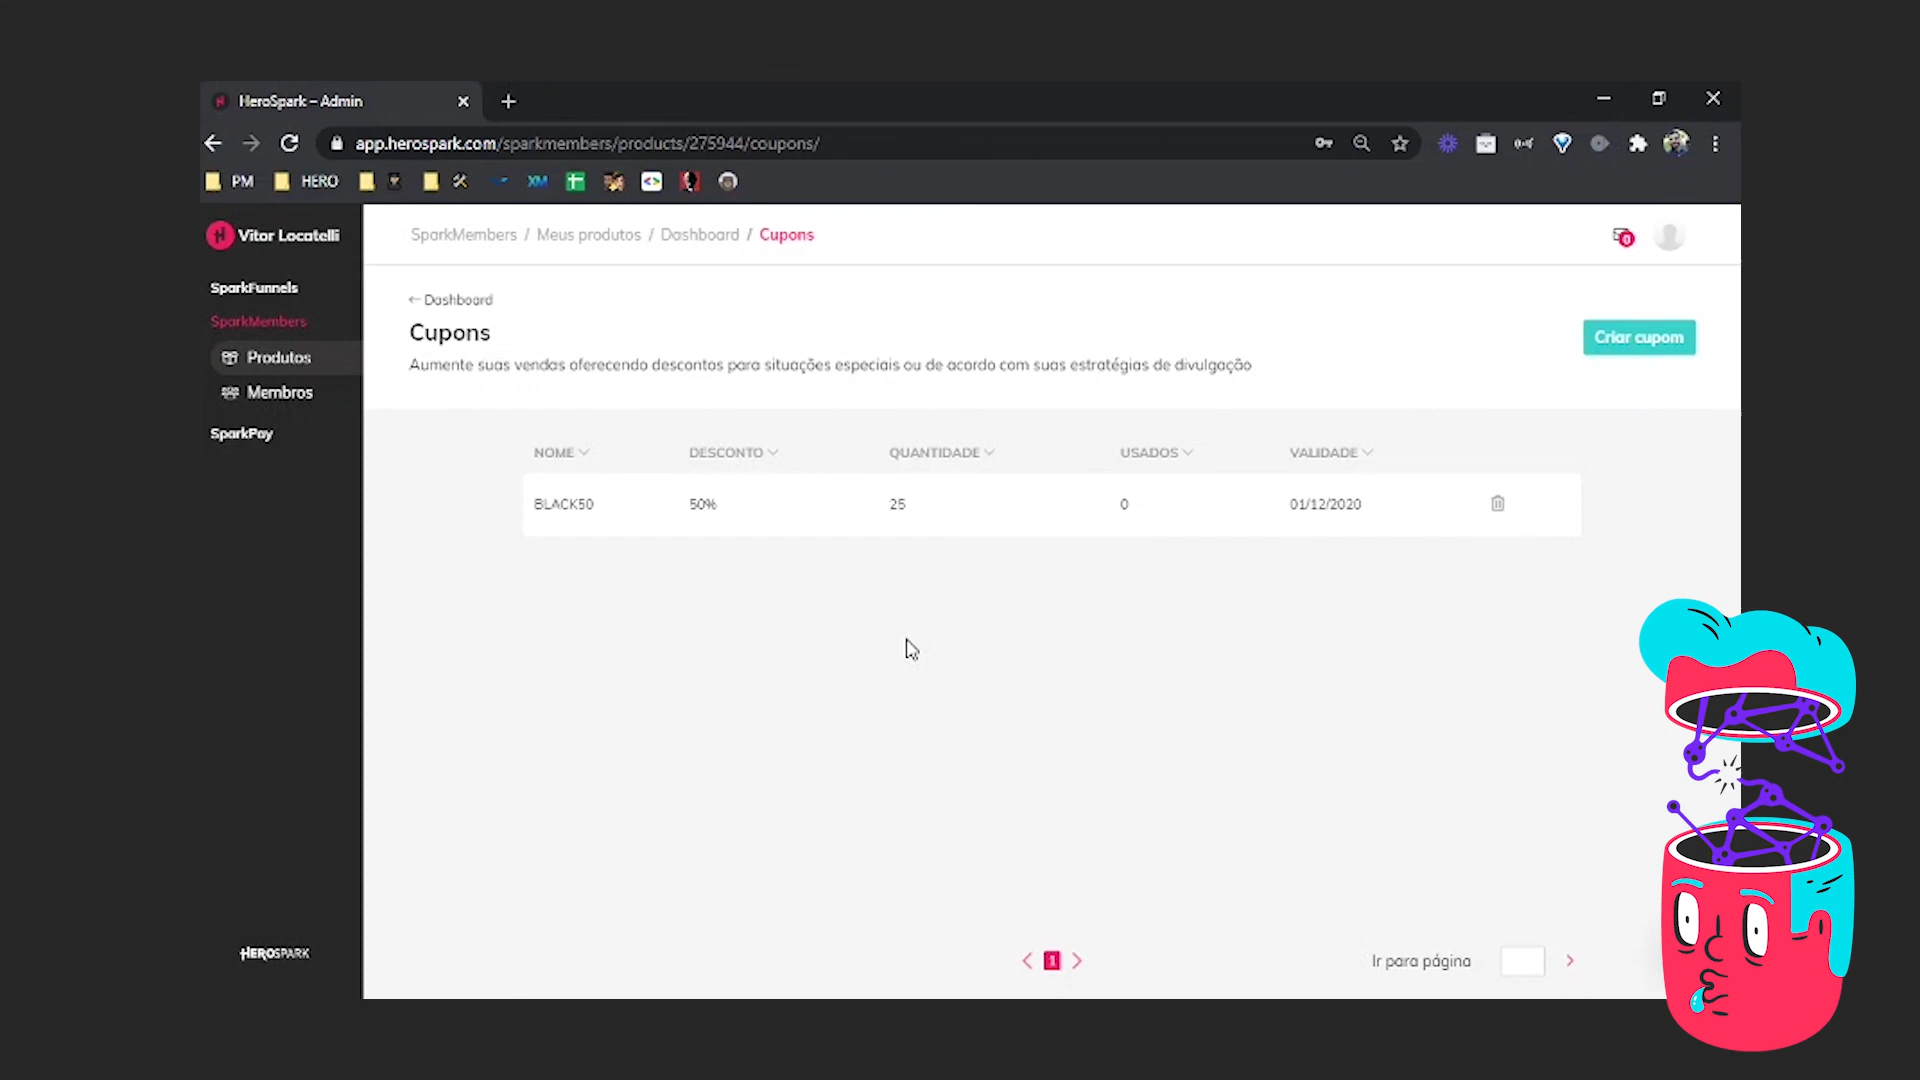 HeroSpark – Admin
app.herospark.com/sparkmembers/products/275944/coupons/
PM HERO XM
Vitor Locatelli
SparkMembers / Meus produtos / Dashboard / Cupons
0
SparkFunnels
SparkMembers
Produtos
Membros
SparkPay
← Dashboard
Cupons
Criar cupom
Aumente suas vendas oferecendo descontos para situações especiais ou de acordo com suas estratégias de divulgação
NOME DESCONTO QUANTIDADE USADOS VALIDADE
BLACK50 50% 25 0 01/12/2020
HEROSPARK
1
Ir para página